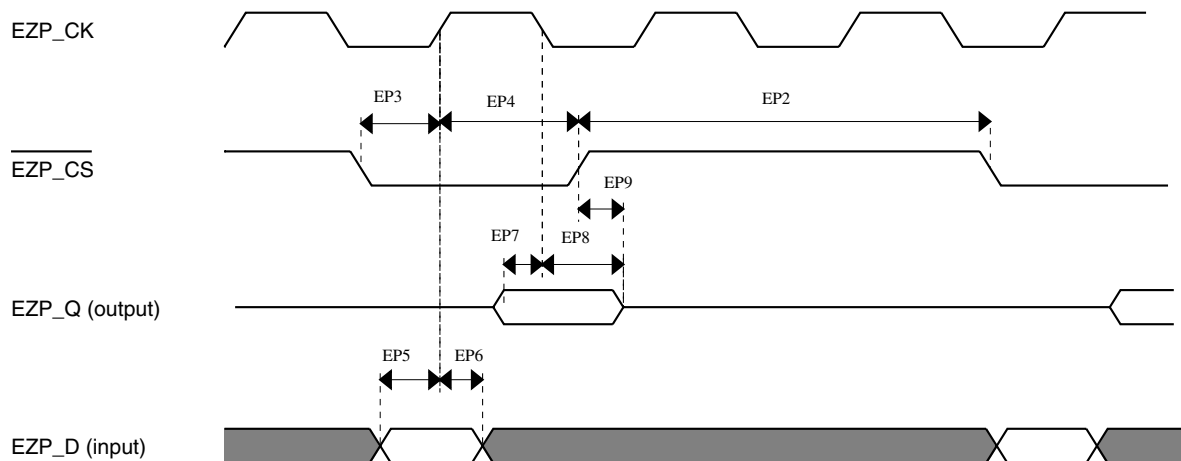 EZP_CK
EP3 EP4 EP2
EZP_CS
EP9
EP7 EP8
EZP_Q (output)
EP5 EP6
EZP_D (input)